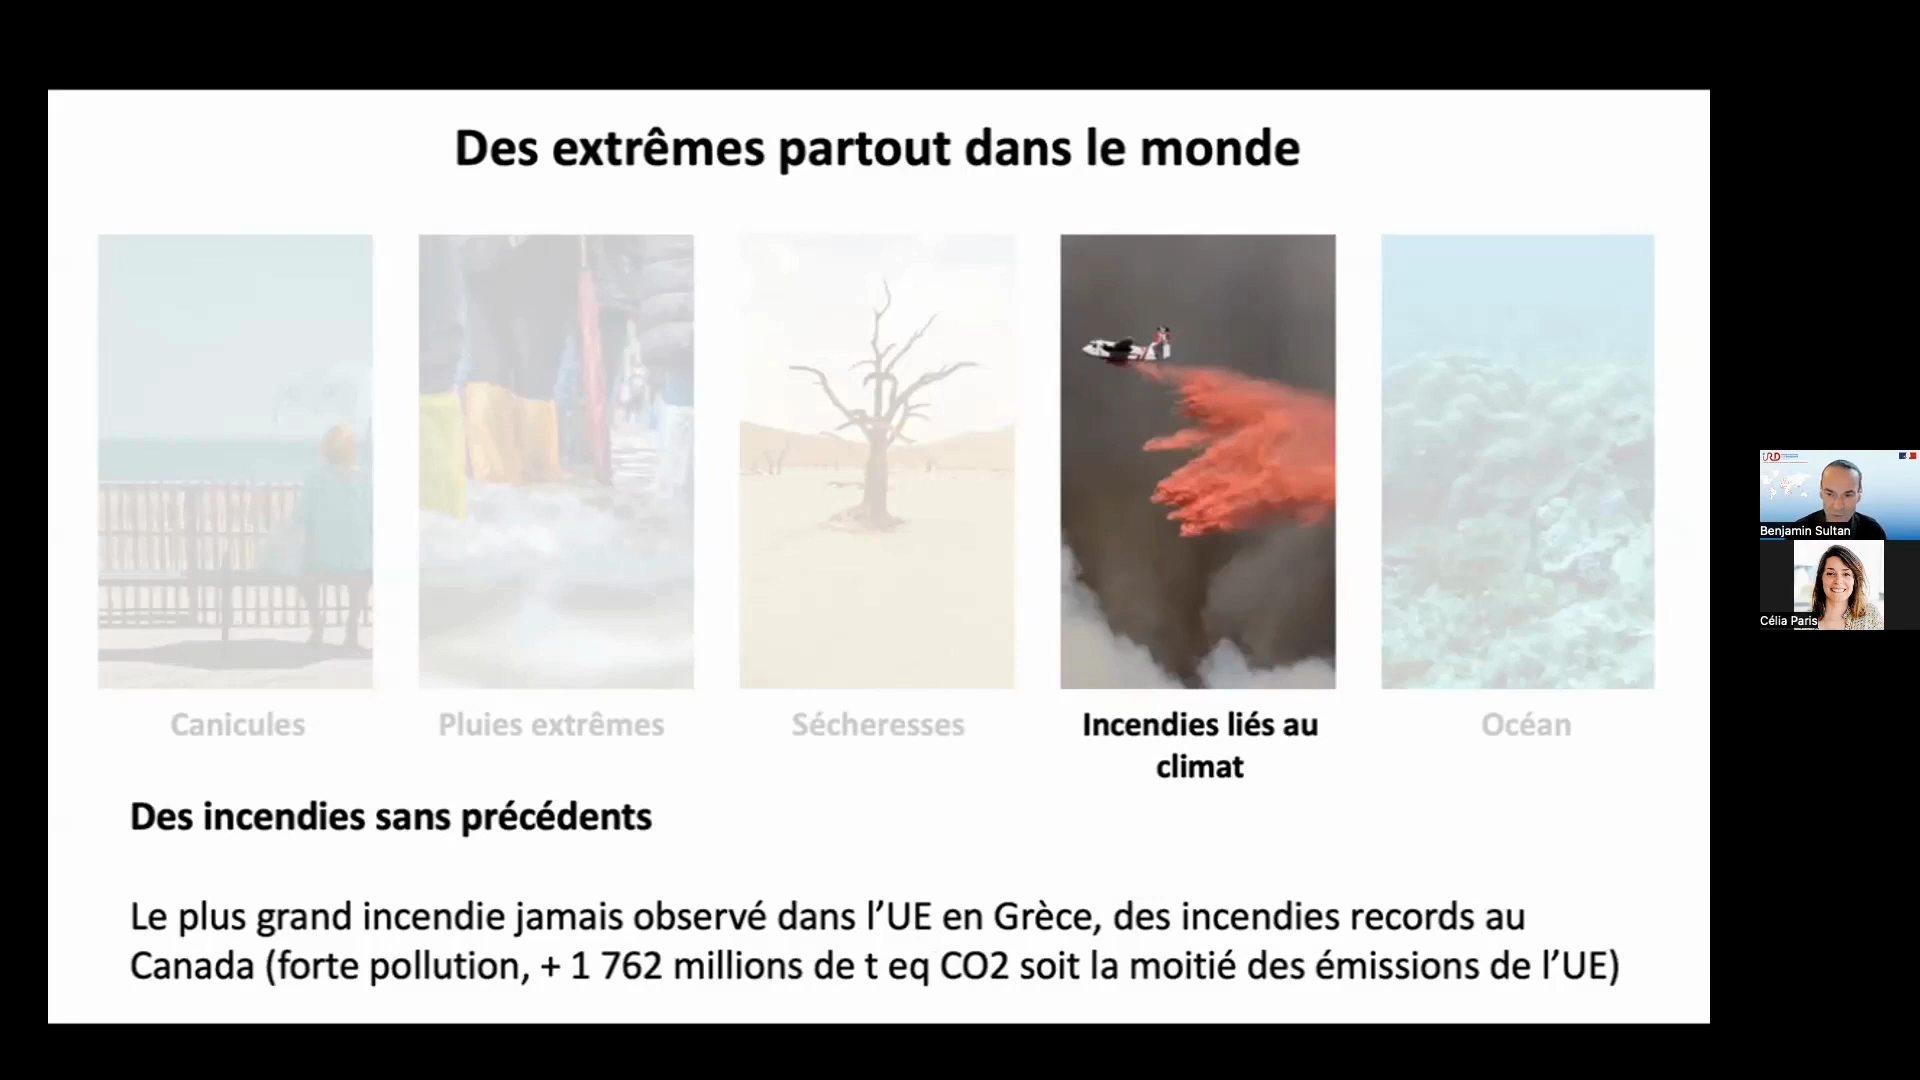 Des extrêmes partout dans le monde
Canicules
Pluies extrêmes
Sécheresses
Incendies liés au
climat
Océan
Des incendies sans précédents
Le plus grand incendie jamais observé dans l’UE en Grèce, des incendies records au
Canada (forte pollution, + 1 762 millions de t eq CO2 soit la moitié des émissions de l’UE)
IRD
Benjamin Sultan
Célia Paris